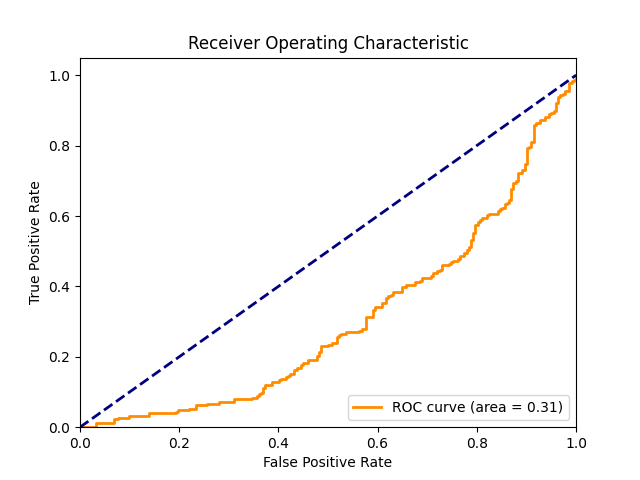 Receiver Operating Characteristic
True Positive Rate
1.0
0.8
0.6
0.4
0.2
0.0
ROC curve (area = 0.31)
0.0 0.2 0.4 0.6 0.8 1.0
False Positive Rate